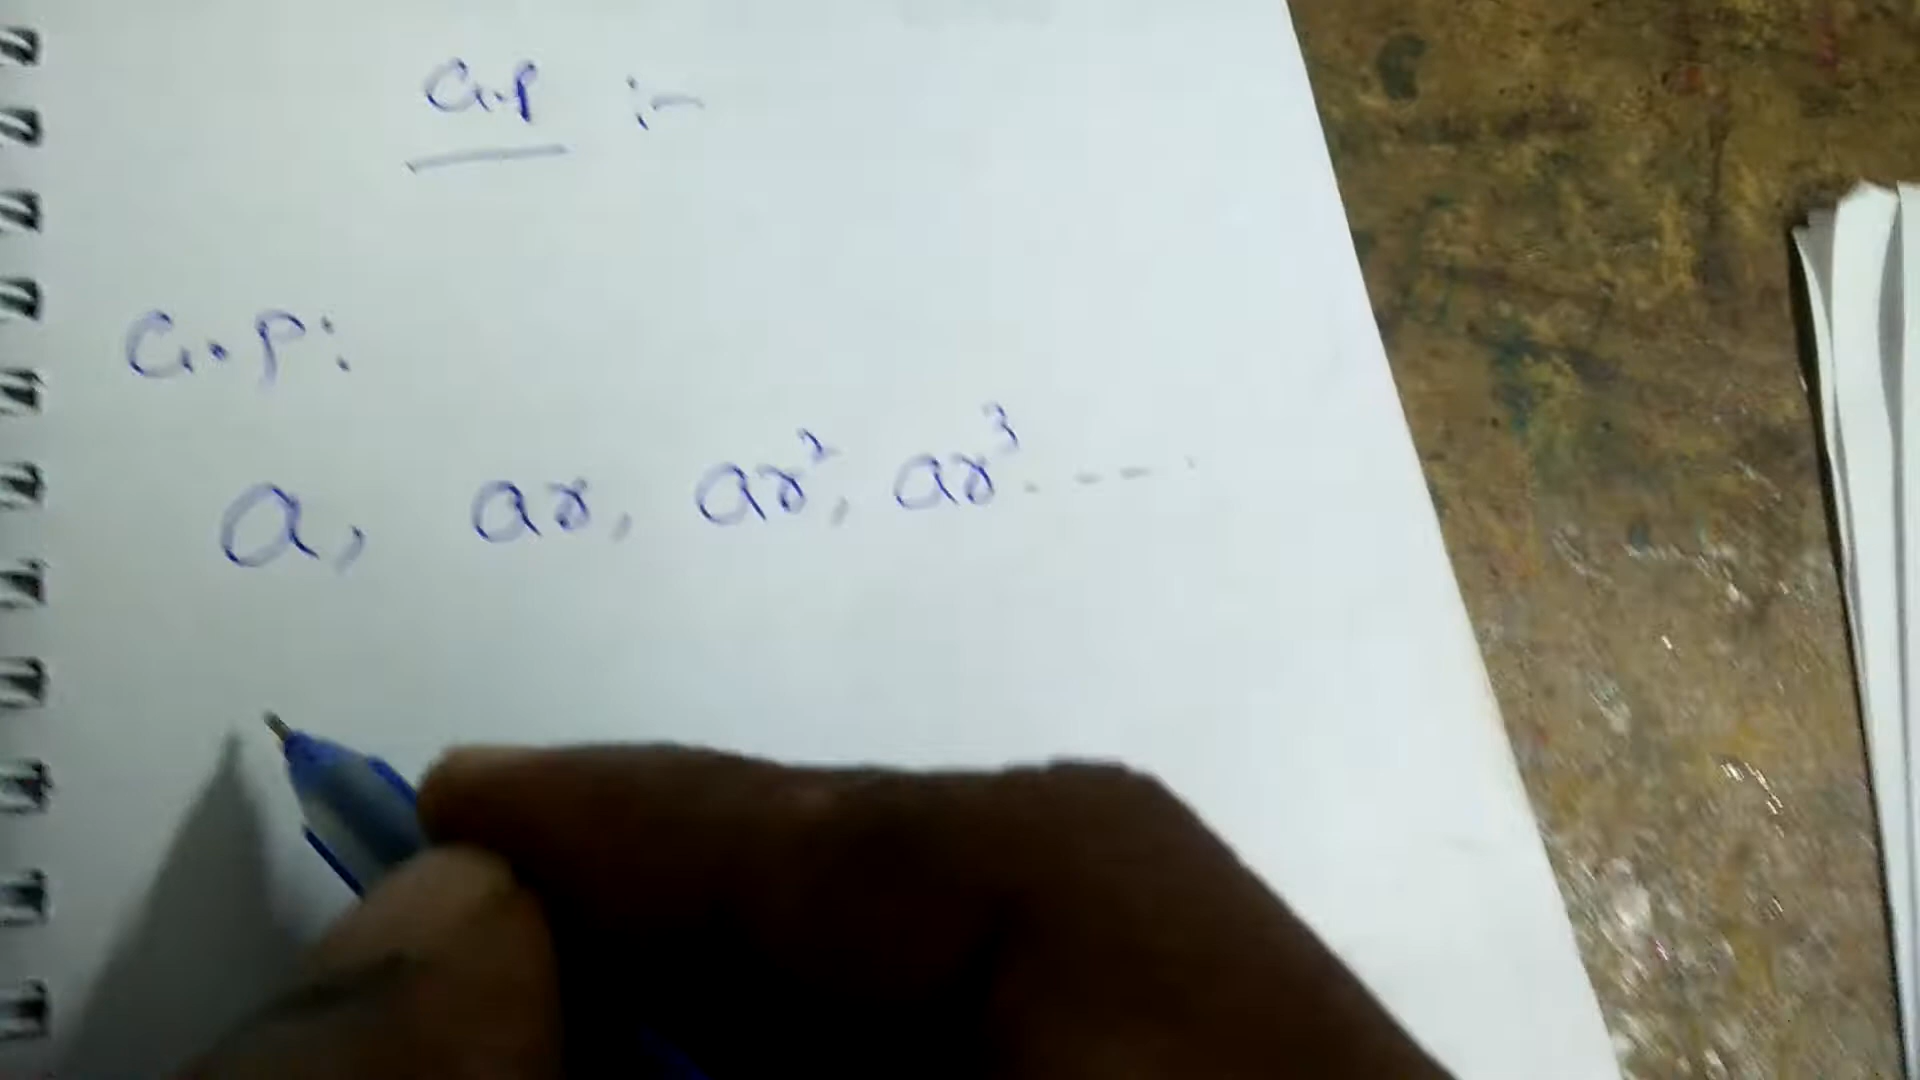 G.P :-
G.P:
a, ar, ar², ar³ ----